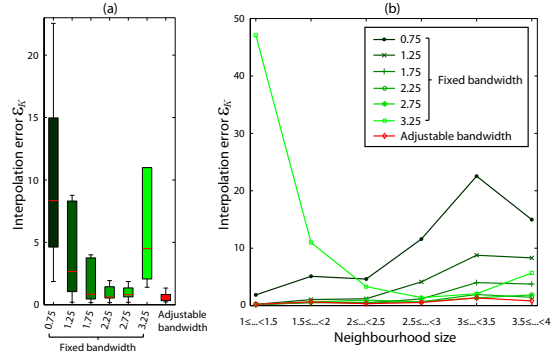 (a)
Interpolation error ε_K
20
15
10
5
0
0.75
1.25
1.75
2.25
2.75
3.25
Adjustable
bandwidth
Fixed bandwidth
(b)
Interpolation error ε_K
50
40
30
20
10
0
1≤...<1.5
1.5≤...<2
2≤...<2.5
2.5≤...<3
3≤...<3.5
3.5≤...<4
Neighbourhood size
0.75
1.25
1.75
2.25
2.75
3.25
Fixed bandwidth
Adjustable bandwidth